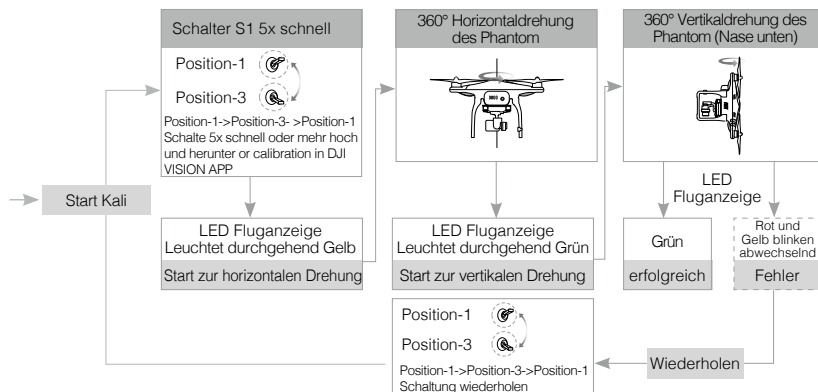 Schalter S1 5x schnell
Position-1
Position-3
Position-1->Position-3- ->Position-1
Schalte 5x schnell oder mehr hoch
und herunter or calibration in DJI
VISION APP
360° Horizontaldrehung
des Phantom
360° Vertikaldrehung des
Phantom (Nase unten)
Start Kali
LED Fluganzeige
Leuchtet durchgehend Gelb
Start zur horizontalen Drehung
LED Fluganzeige
Leuchtet durchgehend Grün
Start zur vertikalen Drehung
LED
Fluganzeige
Grün
erfolgreich
Rot und
Gelb blinken
abwechselnd
Fehler
Wiederholen
Position-1
Position-3
Position-1->Position-3->Position-1
Schaltung wiederholen